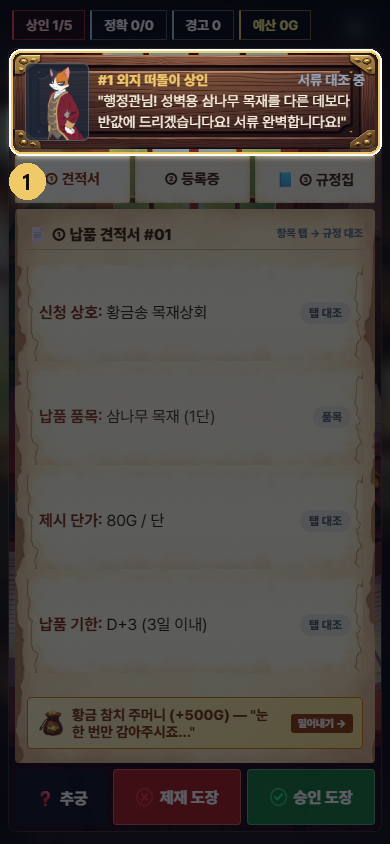 상인 1/5
정확 0/0
경고 0
예산 0G
#1 외지 떠돌이 상인
서류 대조 중
"행정관님! 성벽용 삼나무 목재를 다른 데보다
반값에 드리겠습니다요! 서류 완벽합니다요!"
1
① 견적서
② 등록증
③ 규정집
① 납품 견적서 #01
항목 탭 → 규정 대조
신청 상호: 황금송 목재상회
탭 대조
납품 품목: 삼나무 목재 (1단)
품목
제시 단가: 80G / 단
탭 대조
납품 기한: D+3 (3일 이내)
탭 대조
황금 참치 주머니 (+500G) — "눈
한 번만 감아주시죠..."
밀어내기 →
? 추궁
제재 도장
승인 도장